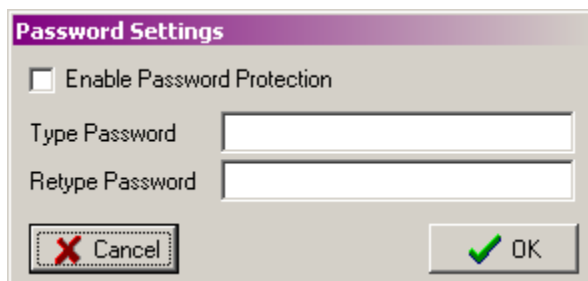 Password Settings
Enable Password Protection
Type Password
Retype Password
Cancel
OK